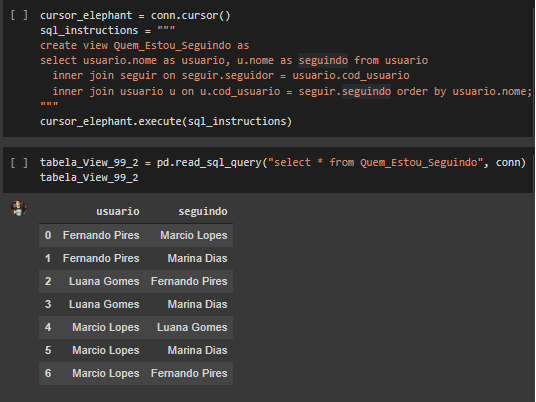 [ ] cursor_elephant = conn.cursor()
sql_instructions = """
create view Quem_Estou_Seguindo as
select usuario.nome as usuario, u.nome as seguindo from usuario
inner join seguir on seguir.seguidor = usuario.cod_usuario
inner join usuario u on u.cod_usuario = seguir.seguindo order by usuario.nome;
"""
cursor_elephant.execute(sql_instructions)
[ ] tabela_View_99_2 = pd.read_sql_query("select * from Quem_Estou_Seguindo", conn)
tabela_View_99_2
usuario seguindo
0 Fernando Pires Marcio Lopes
1 Fernando Pires Marina Dias
2 Luana Gomes Fernando Pires
3 Luana Gomes Marina Dias
4 Marcio Lopes Luana Gomes
5 Marcio Lopes Marina Dias
6 Marcio Lopes Fernando Pires